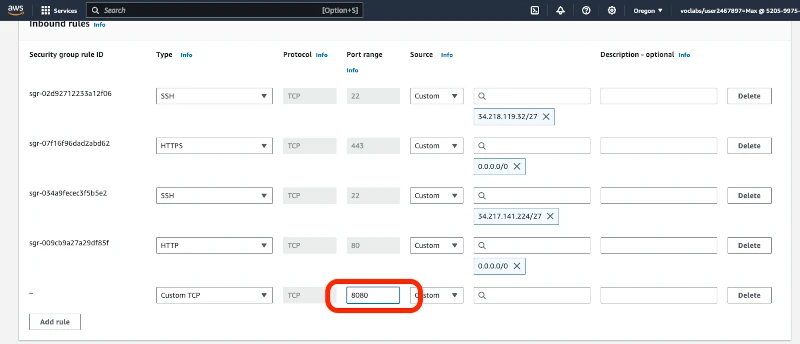 aws Services Search [Option+S] Oregon ▼ voclabs/user2467897=Max @ 5205-9975-
Inbound rules Info
Security group rule ID Type Info Protocol Info Port range Info Source Info Description - optional Info
sgr-02d92712233a12f06 SSH TCP 22 Custom Delete
34.218.119.32/27
sgr-07f16f96dad2abd62 HTTPS TCP 443 Custom Delete
0.0.0.0/0
sgr-034a9fecec3f5b5e2 SSH TCP 22 Custom Delete
34.217.141.224/27
sgr-009cb9a27a29df85f HTTP TCP 80 Custom Delete
0.0.0.0/0
– Custom TCP TCP 8080 Custom Delete
Add rule